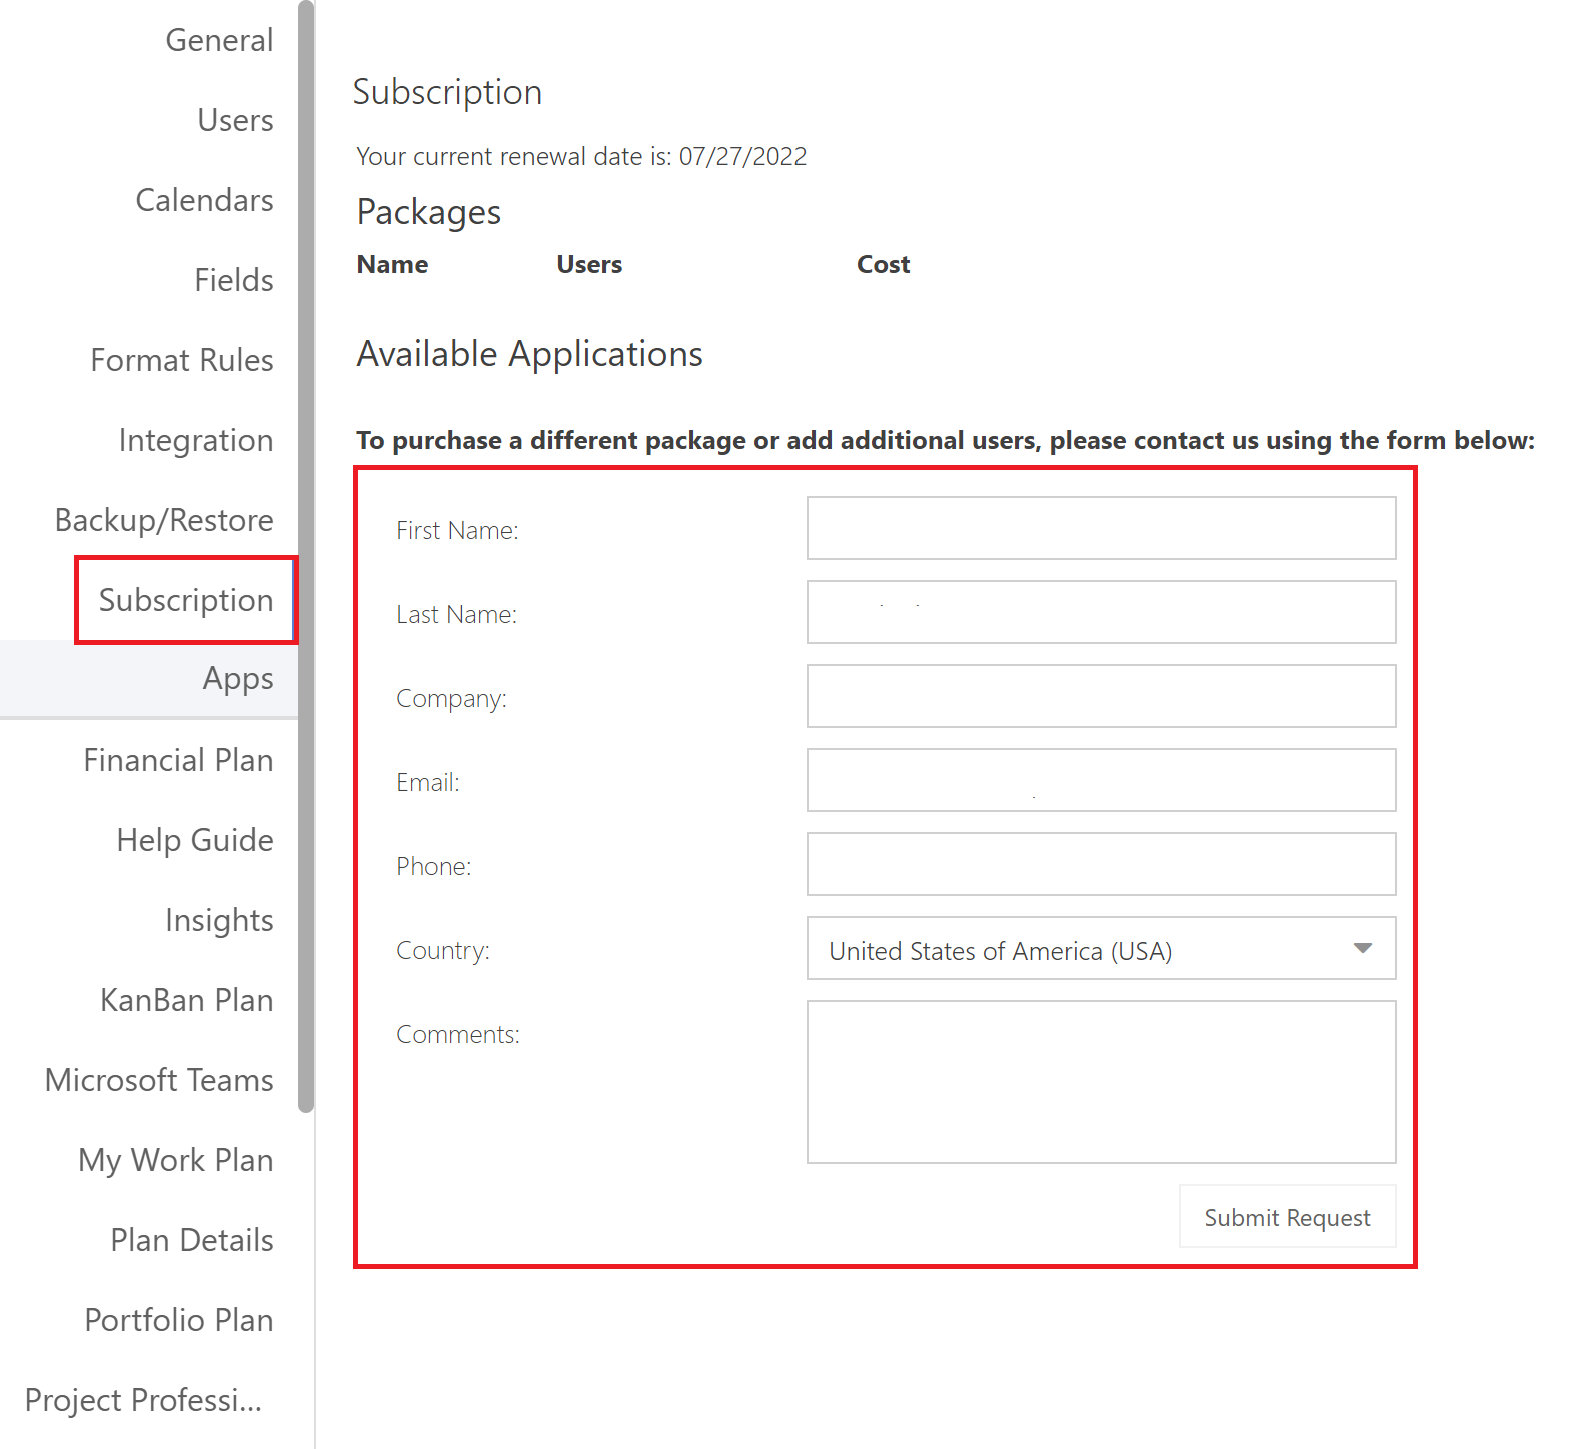 General
Users
Calendars
Fields
Format Rules
Integration
Backup/Restore
Subscription
Apps
Financial Plan
Help Guide
Insights
KanBan Plan
Microsoft Teams
My Work Plan
Plan Details
Portfolio Plan
Project Professi...
Subscription
Your current renewal date is: 07/27/2022
Packages
Name Users Cost
Available Applications
To purchase a different package or add additional users, please contact us using the form below:
First Name:
Last Name:
Company:
Email:
Phone:
Country: United States of America (USA)
Comments:
Submit Request